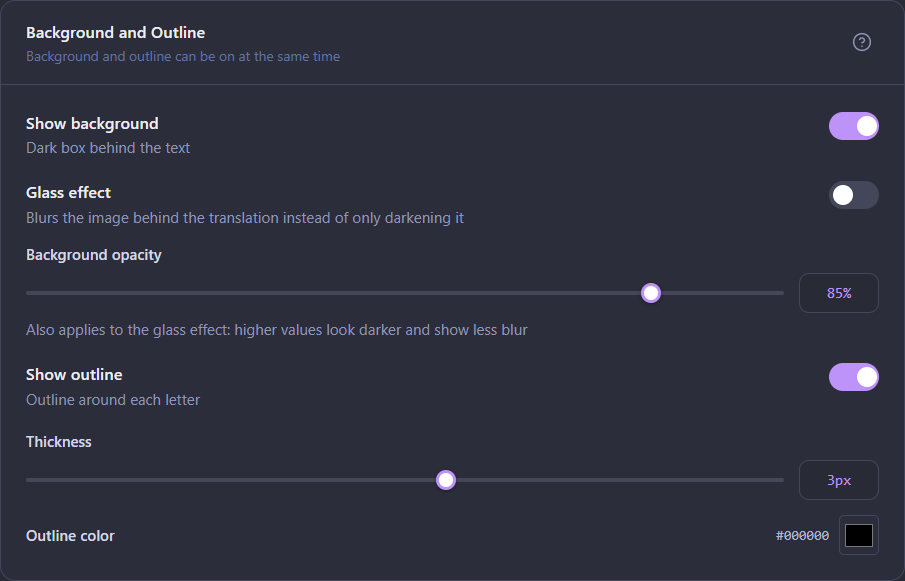 Background and Outline
Background and outline can be on at the same time
?
Show background
Dark box behind the text
Glass effect
Blurs the image behind the translation instead of only darkening it
Background opacity
85%
Also applies to the glass effect: higher values look darker and show less blur
Show outline
Outline around each letter
Thickness
3px
Outline color
#000000